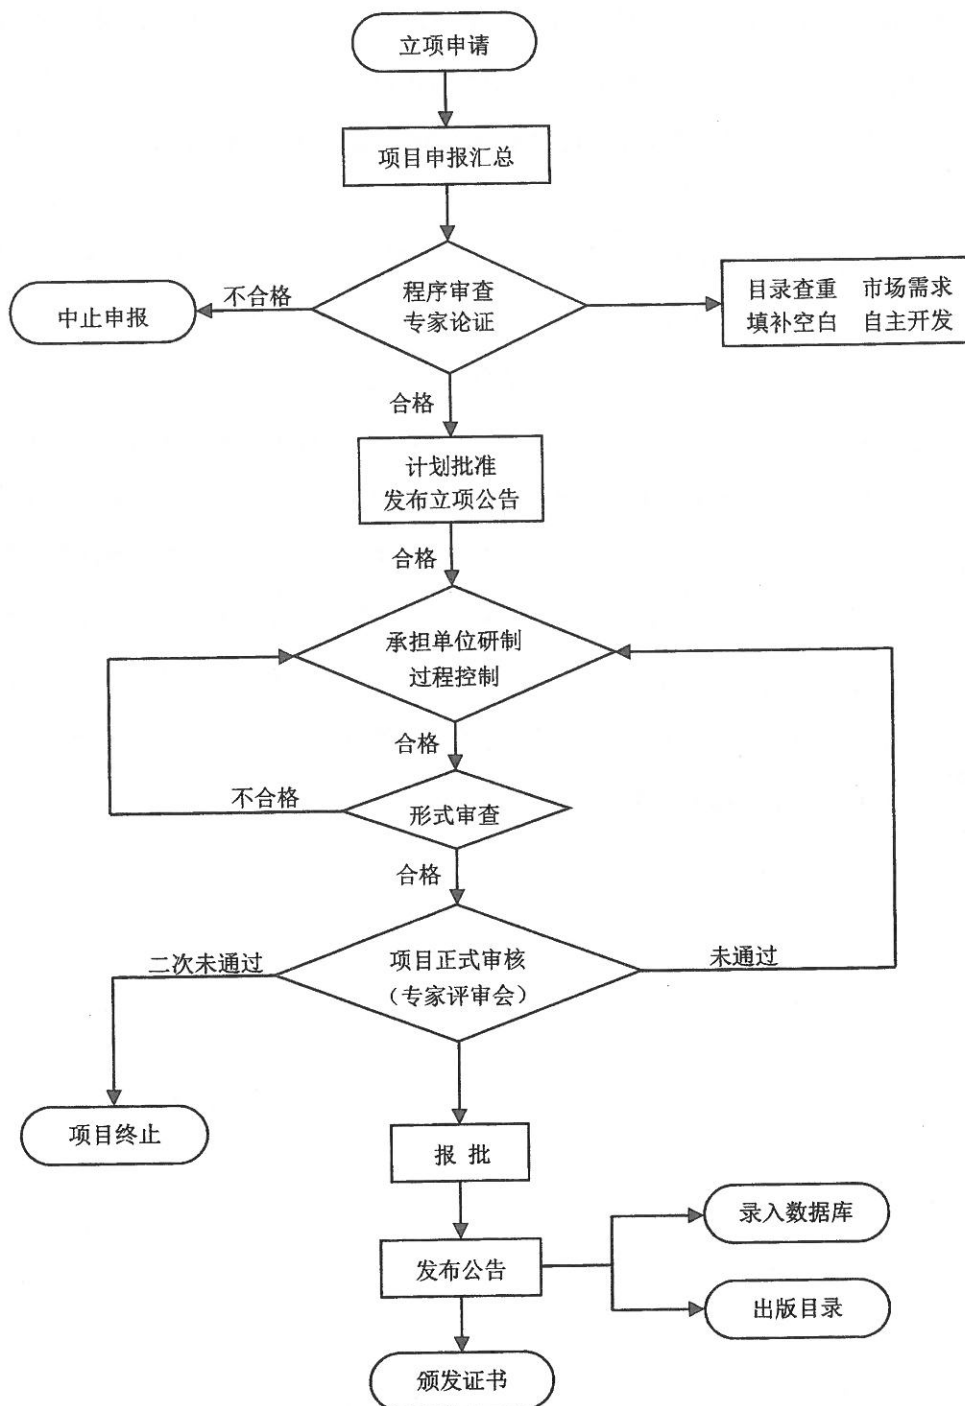 立项申请
项目申报汇总
程序审查
专家论证
不合格
中止申报
目录查重 市场需求
填补空白 自主开发
合格
计划批准
发布立项公告
合格
承担单位研制
过程控制
合格
不合格
形式审查
合格
二次未通过
项目正式审核
（专家评审会）
未通过
项目终止
报 批
录入数据库
发布公告
出版目录
颁发证书